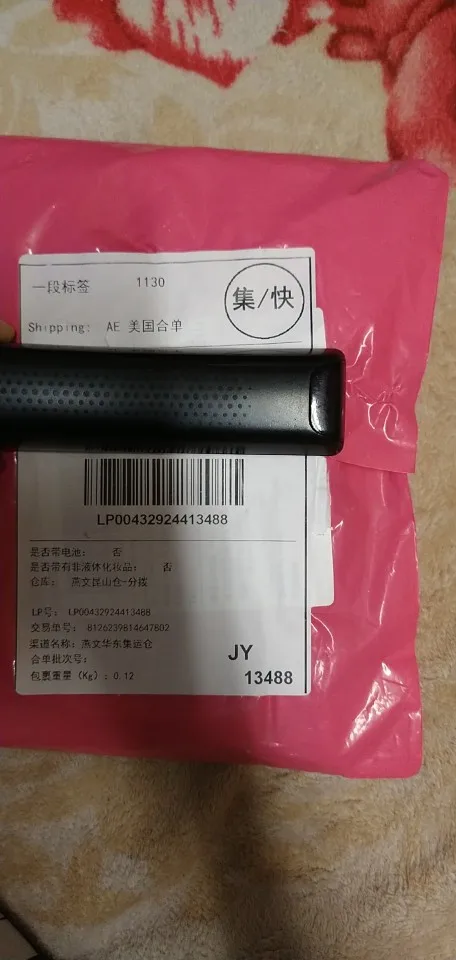 一段标签 1130
集/快
Shipping: AE 美国合单
LP00432924413488
是否带电池: 否
是否带有非液体化妆品: 否
仓库: 燕文昆山仓-分拨
LP号: LP00432924413488
交易单号: 8126239814647802
渠道名称: 燕文华东集运仓
合单批次号:
包裹重量 (Kg) : 0.12
JY
13488